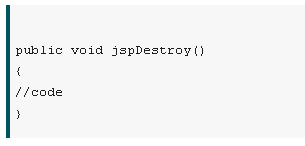 public void jspDestroy()
{
//code
}